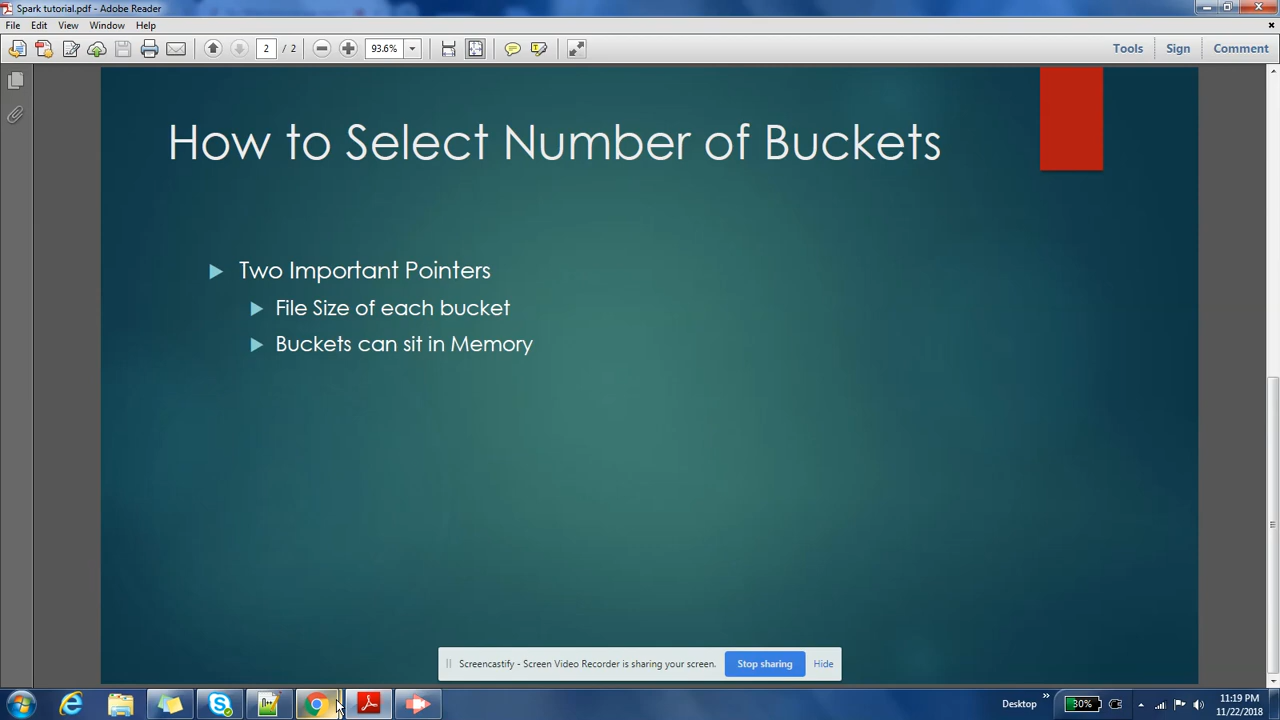 Spark tutorial.pdf - Adobe Reader
File Edit View Window Help
2 / 2 93.6% Tools Sign Comment
How to Select Number of Buckets
Two Important Pointers
File Size of each bucket
Buckets can sit in Memory
Screencastify - Screen Video Recorder is sharing your screen. Stop sharing Hide
Desktop 30% 11:19 PM
11/22/2018